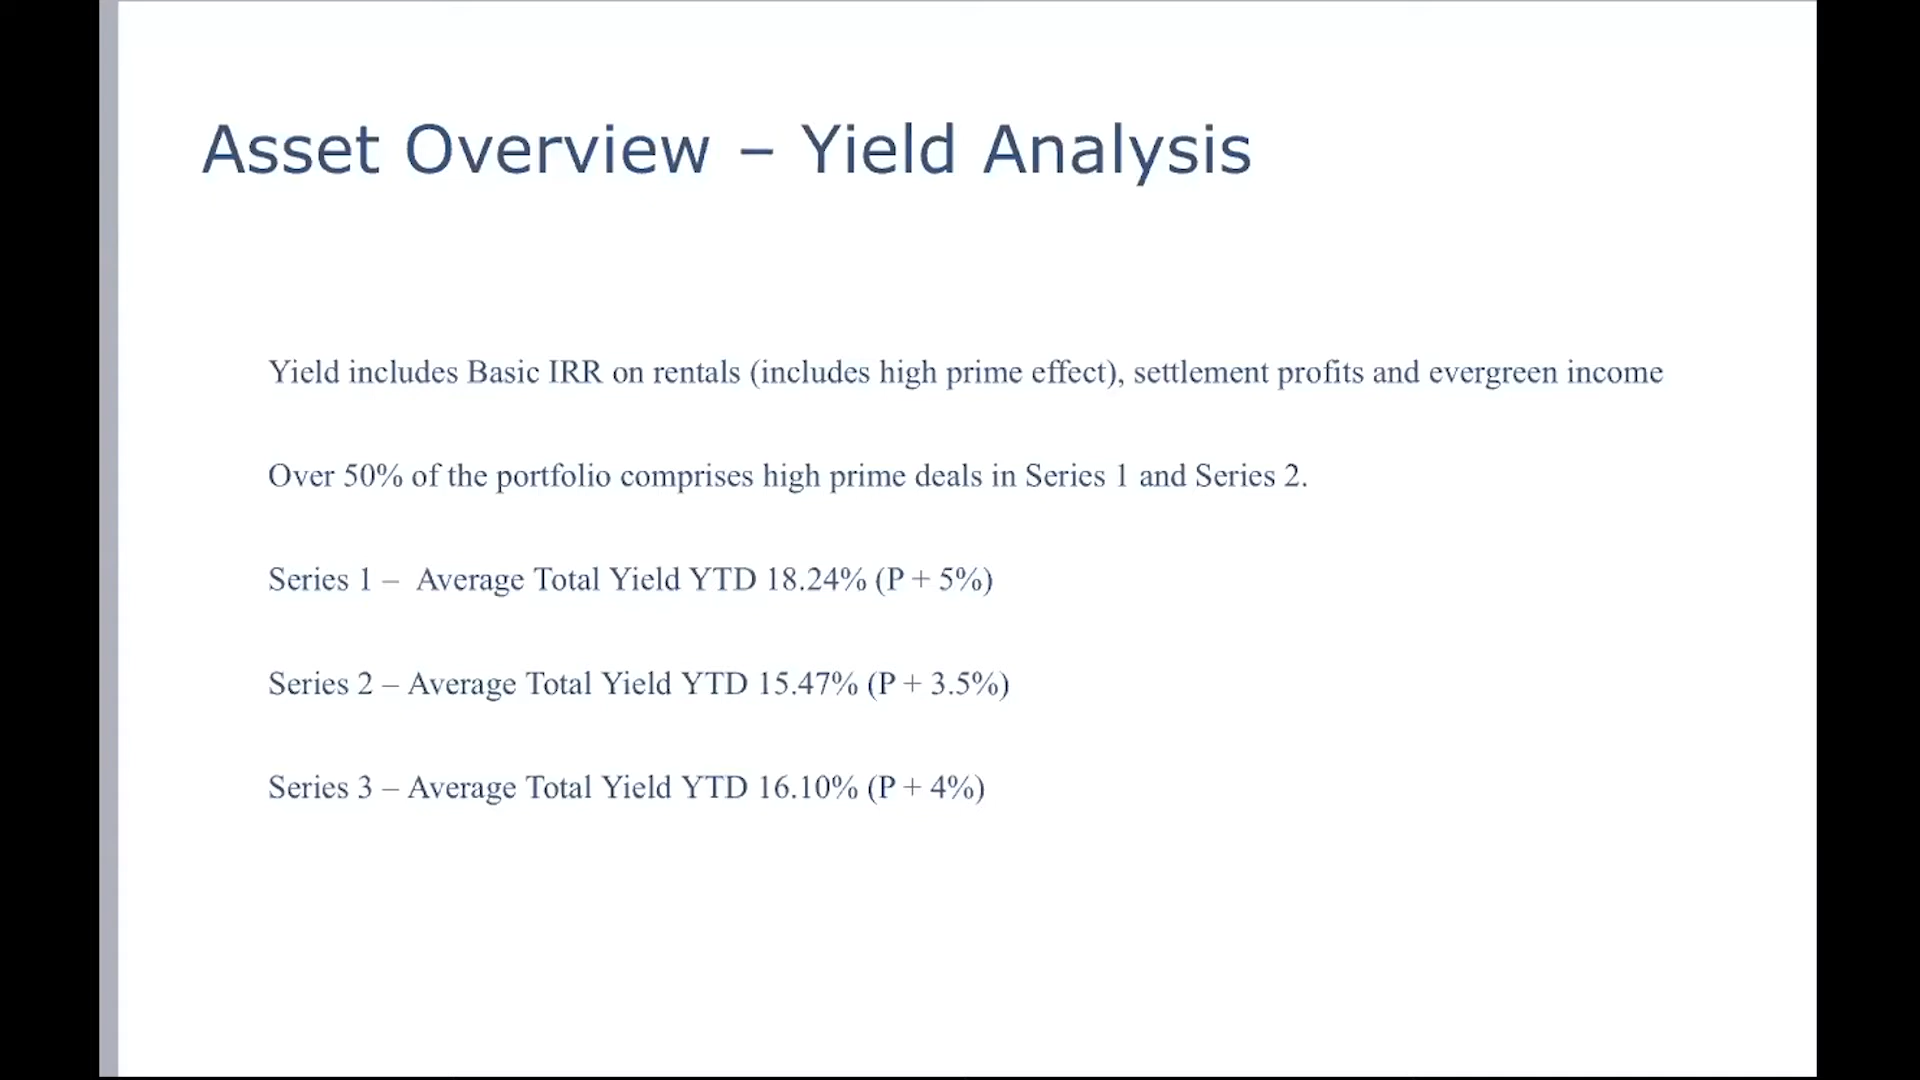 Asset Overview – Yield Analysis
Yield includes Basic IRR on rentals (includes high prime effect), settlement profits and evergreen income
Over 50% of the portfolio comprises high prime deals in Series 1 and Series 2.
Series 1 –  Average Total Yield YTD 18.24% (P + 5%)
Series 2 – Average Total Yield YTD 15.47% (P + 3.5%)
Series 3 – Average Total Yield YTD 16.10% (P + 4%)